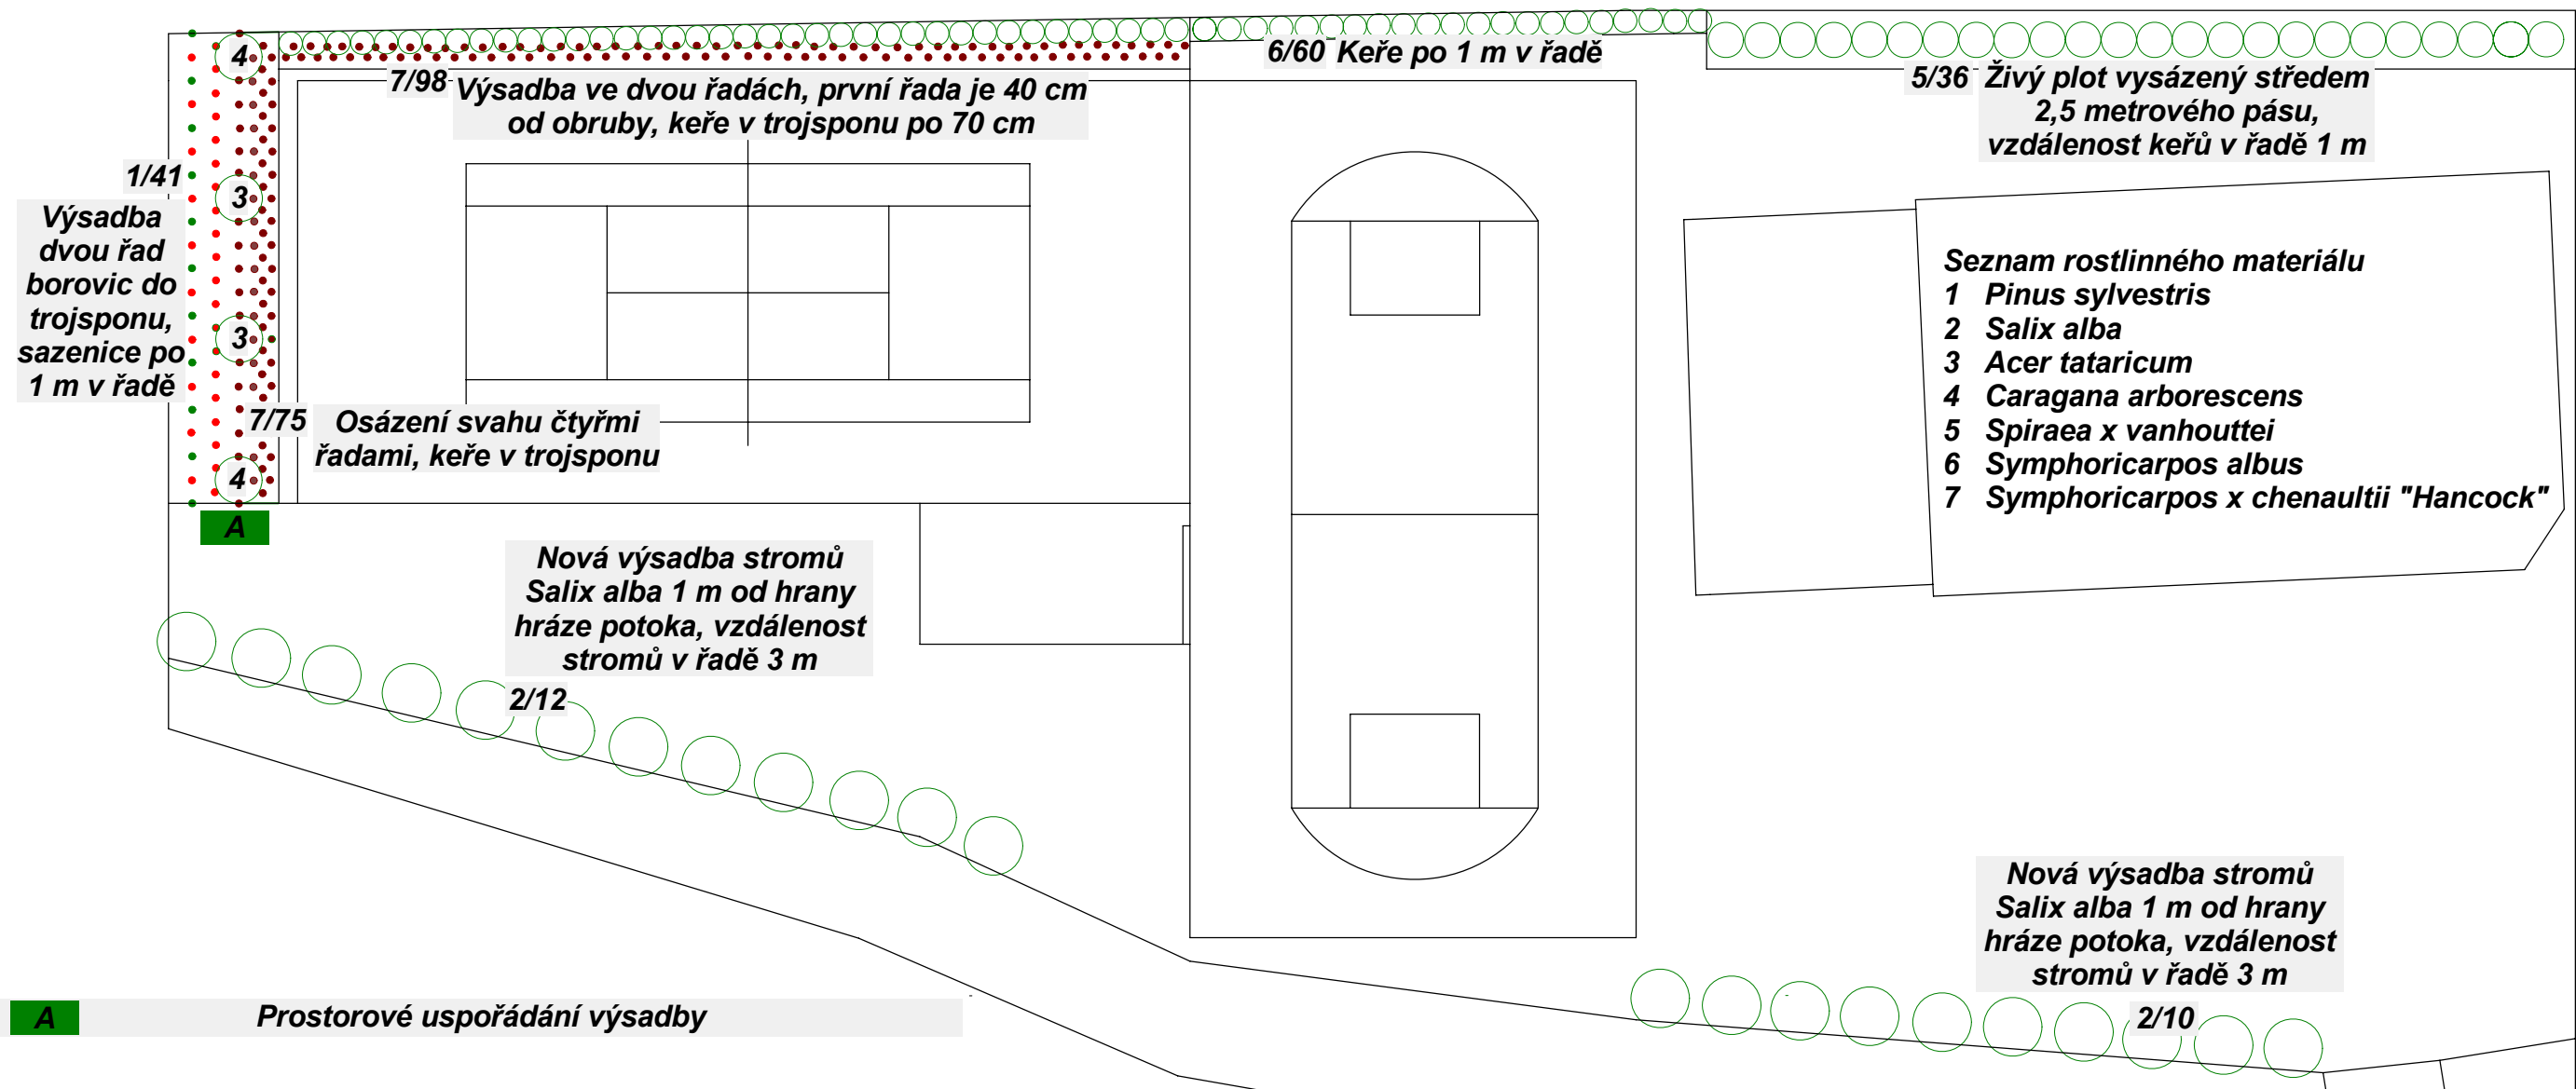 4
7/98
Výsadba ve dvou řadách, první řada je 40 cm
od obruby, keře v trojsponu po 70 cm
6/60 Keře po 1 m v řadě
5/36
Živý plot vysázený středem
2,5 metrového pásu,
vzdálenost keřů v řadě 1 m
1/41
Výsadba
dvou řad
borovic do
trojsponu,
sazenice po
1 m v řadě
3
3
7/75
Osázení svahu čtyřmi
řadami, keře v trojsponu
4
A
Seznam rostlinného materiálu
1 Pinus sylvestris
2 Salix alba
3 Acer tataricum
4 Caragana arborescens
5 Spiraea x vanhouttei
6 Symphoricarpos albus
7 Symphoricarpos x chenaultii "Hancock"
Nová výsadba stromů
Salix alba 1 m od hrany
hráze potoka, vzdálenost
stromů v řadě 3 m
2/12
Nová výsadba stromů
Salix alba 1 m od hrany
hráze potoka, vzdálenost
stromů v řadě 3 m
2/10
A Prostorové uspořádání výsadby